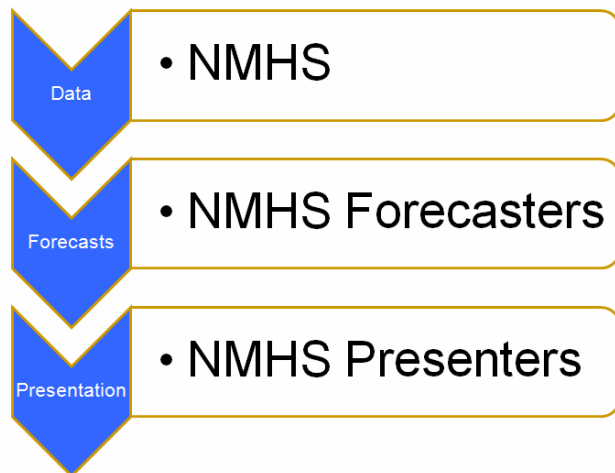 Data
• NMHS
Forecasts
• NMHS Forecasters
Presentation
• NMHS Presenters